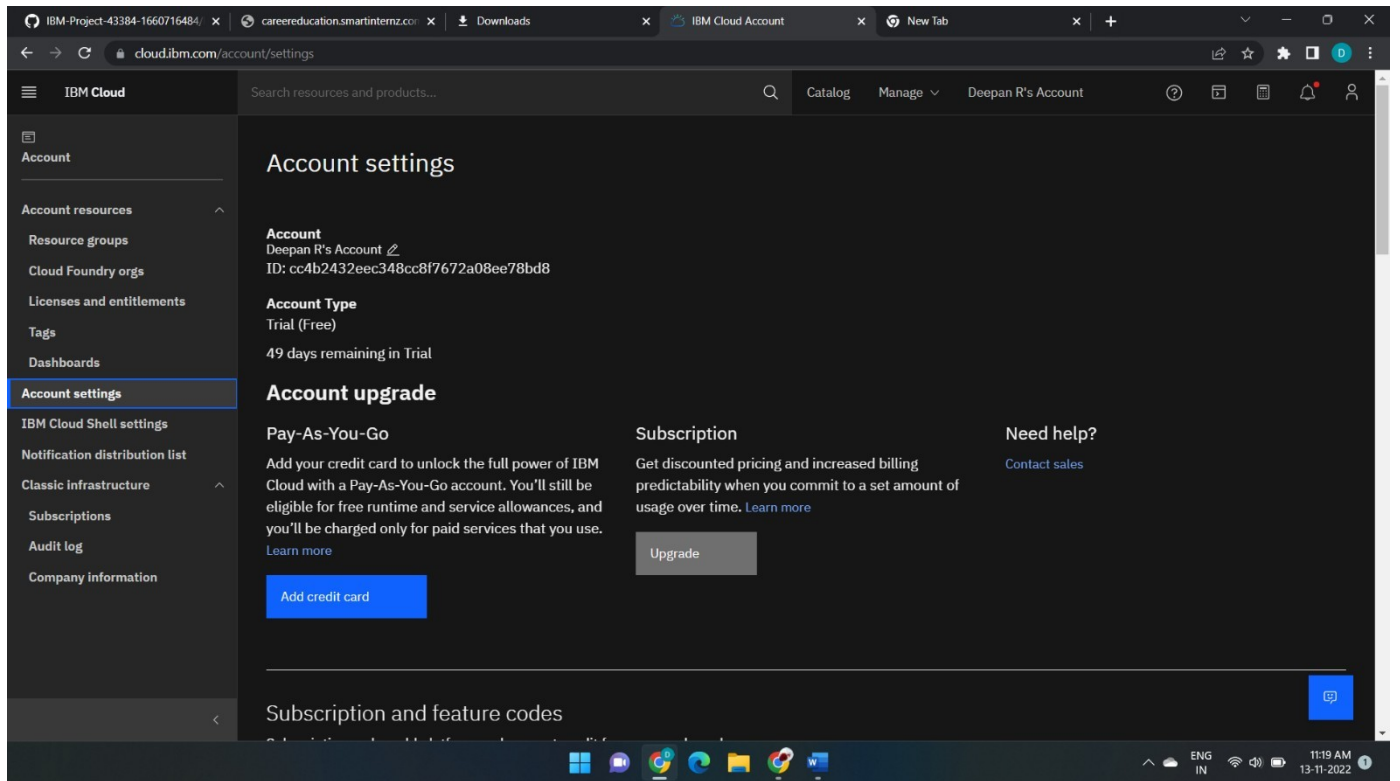 IBM-Project-43384-1660716484/
careereducation.smartinternz.con
Downloads
IBM Cloud Account
New Tab
cloud.ibm.com/account/settings
D
IBM Cloud
Search resources and products...
Catalog
Manage
Deepan R's Account
Account
Account resources
Resource groups
Cloud Foundry orgs
Licenses and entitlements
Tags
Dashboards
Account settings
IBM Cloud Shell settings
Notification distribution list
Classic infrastructure
Subscriptions
Audit log
Company information
Account settings
Account
Deepan R's Account
ID: cc4b2432eec348cc8f7672a08ee78bd8
Account Type
Trial (Free)
49 days remaining in Trial
Account upgrade
Pay-As-You-Go
Add your credit card to unlock the full power of IBM
Cloud with a Pay-As-You-Go account. You'll still be
eligible for free runtime and service allowances, and
you'll be charged only for paid services that you use.
Learn more
Add credit card
Subscription
Get discounted pricing and increased billing
predictability when you commit to a set amount of
usage over time. Learn more
Upgrade
Need help?
Contact sales
Subscription and feature codes
ENG
IN
11:19 AM
13-11-2022
1